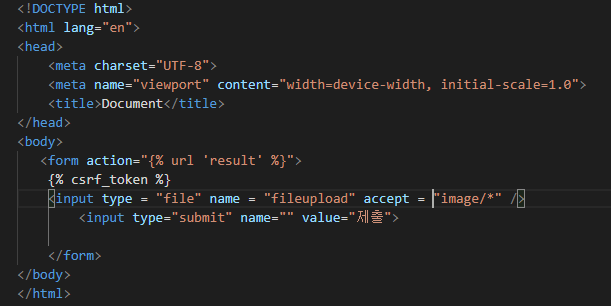 <!DOCTYPE html>
<html lang="en">
<head>
    <meta charset="UTF-8">
    <meta name="viewport" content="width=device-width, initial-scale=1.0">
    <title>Document</title>
</head>
<body>
   <form action="{% url 'result' %}">
    {% csrf_token %}
    <input type = "file" name = "fileupload" accept = "image/*" />
        <input type="submit" name="" value="제출">
    </form>
</body>
</html>